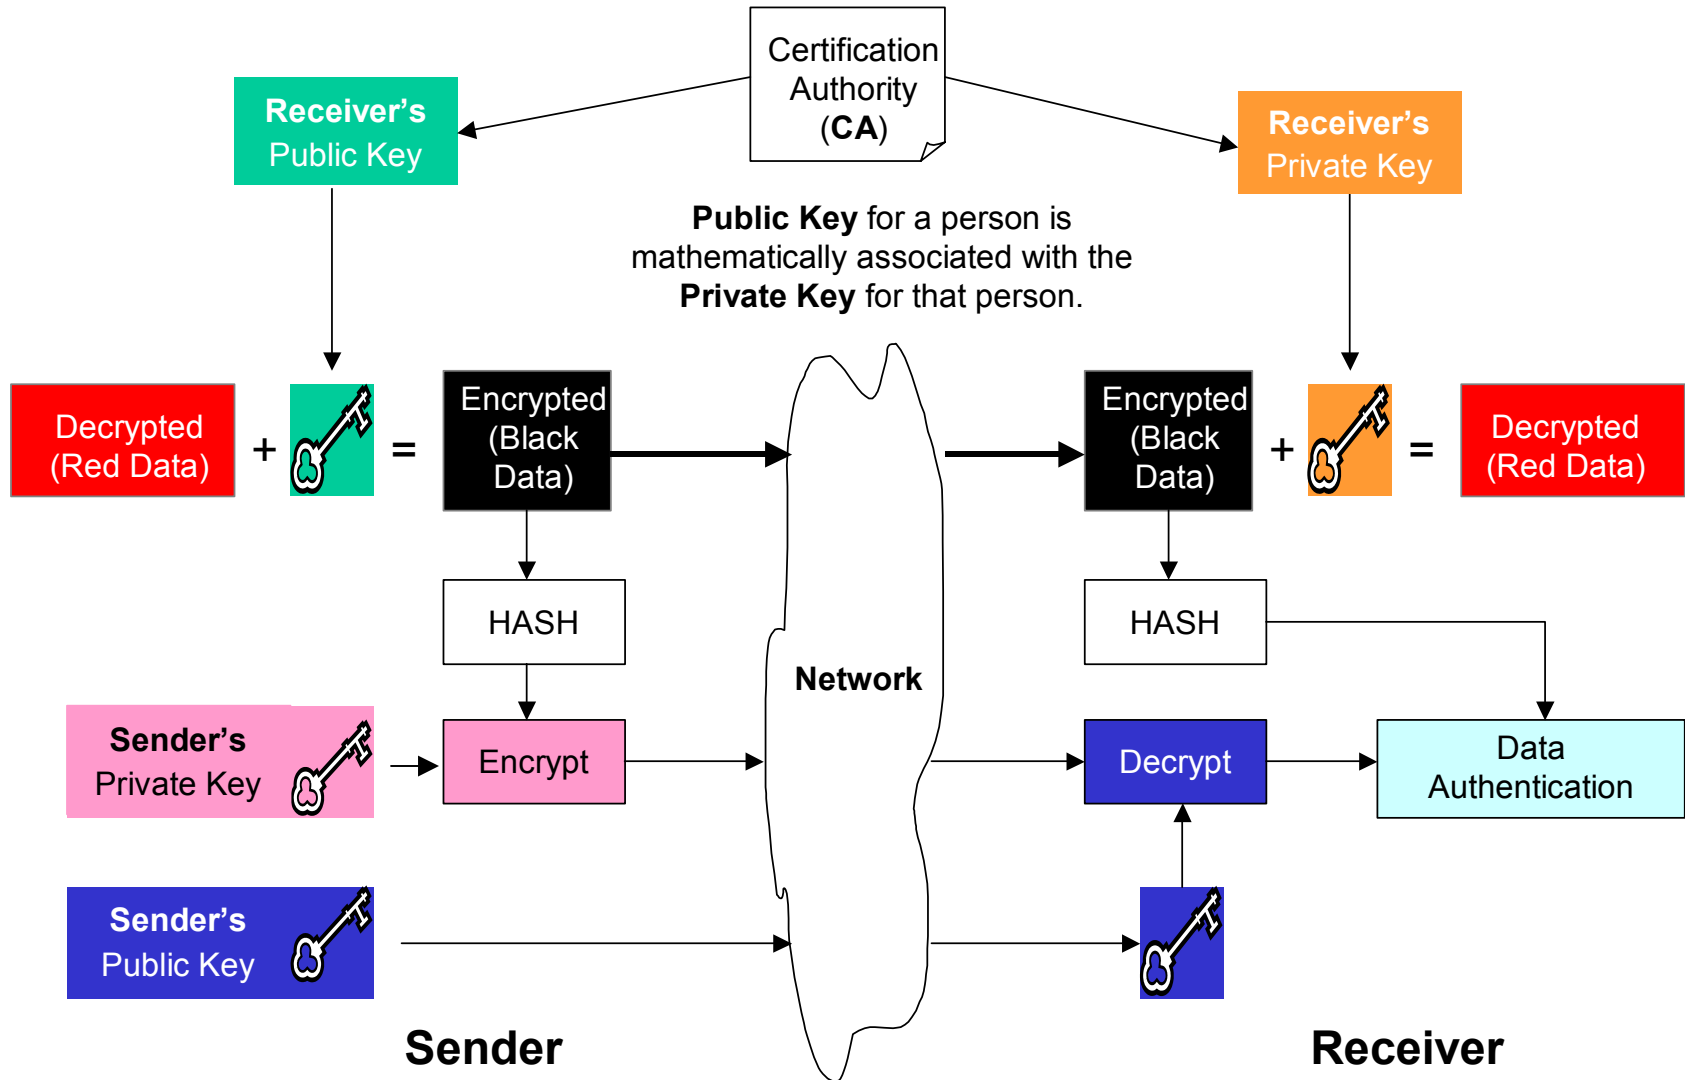 Certification
Authority
(CA)
Receiver's
Public Key
Receiver's
Private Key
Public Key for a person is
mathematically associated with the
Private Key for that person.
Decrypted
(Red Data)
+
=
Encrypted
(Black
Data)
Encrypted
(Black
Data)
+
=
Decrypted
(Red Data)
HASH
HASH
Network
Sender's
Private Key
Encrypt
Decrypt
Data
Authentication
Sender's
Public Key
Sender
Receiver